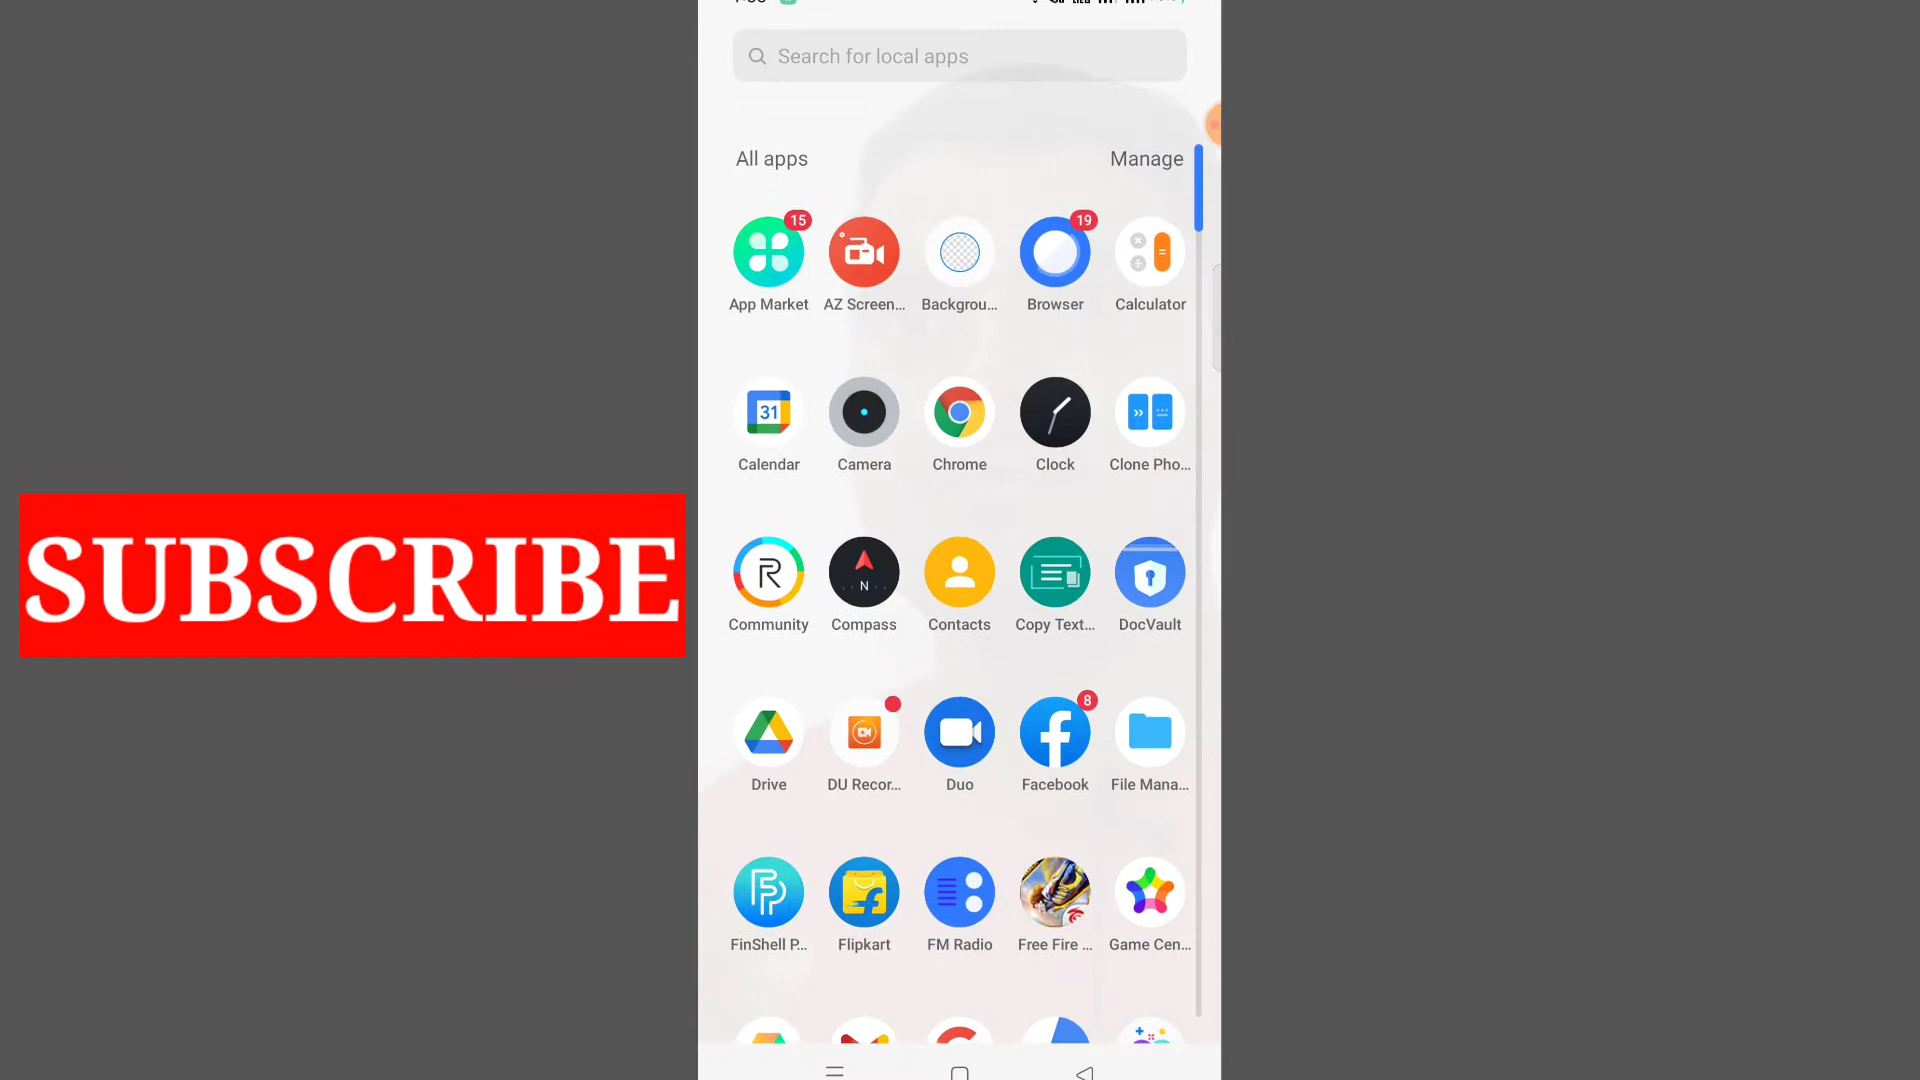 Search for local apps
All apps Manage
15 19
App Market AZ Screen... Backgrou... Browser Calculator
31
Calendar Camera Chrome Clock Clone Pho...
R N
Community Compass Contacts Copy Text... DocVault
8
Drive DU Recor... Duo Facebook File Mana...
FinShell P... Flipkart FM Radio Free Fire ... Game Cen...
SUBSCRIBE